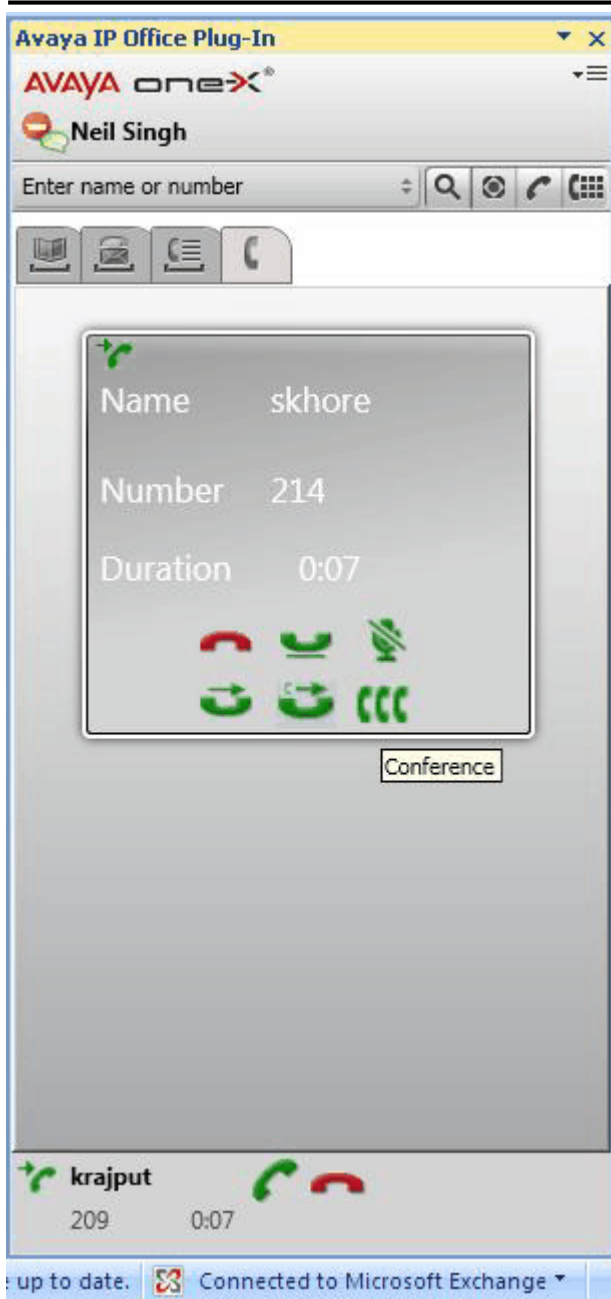 Avaya IP Office Plug-In
AVAYA one-X®
Neil Singh
Enter name or number
Name skhore
Number 214
Duration 0:07
Conference
krajput
209 0:07
up to date. Connected to Microsoft Exchange